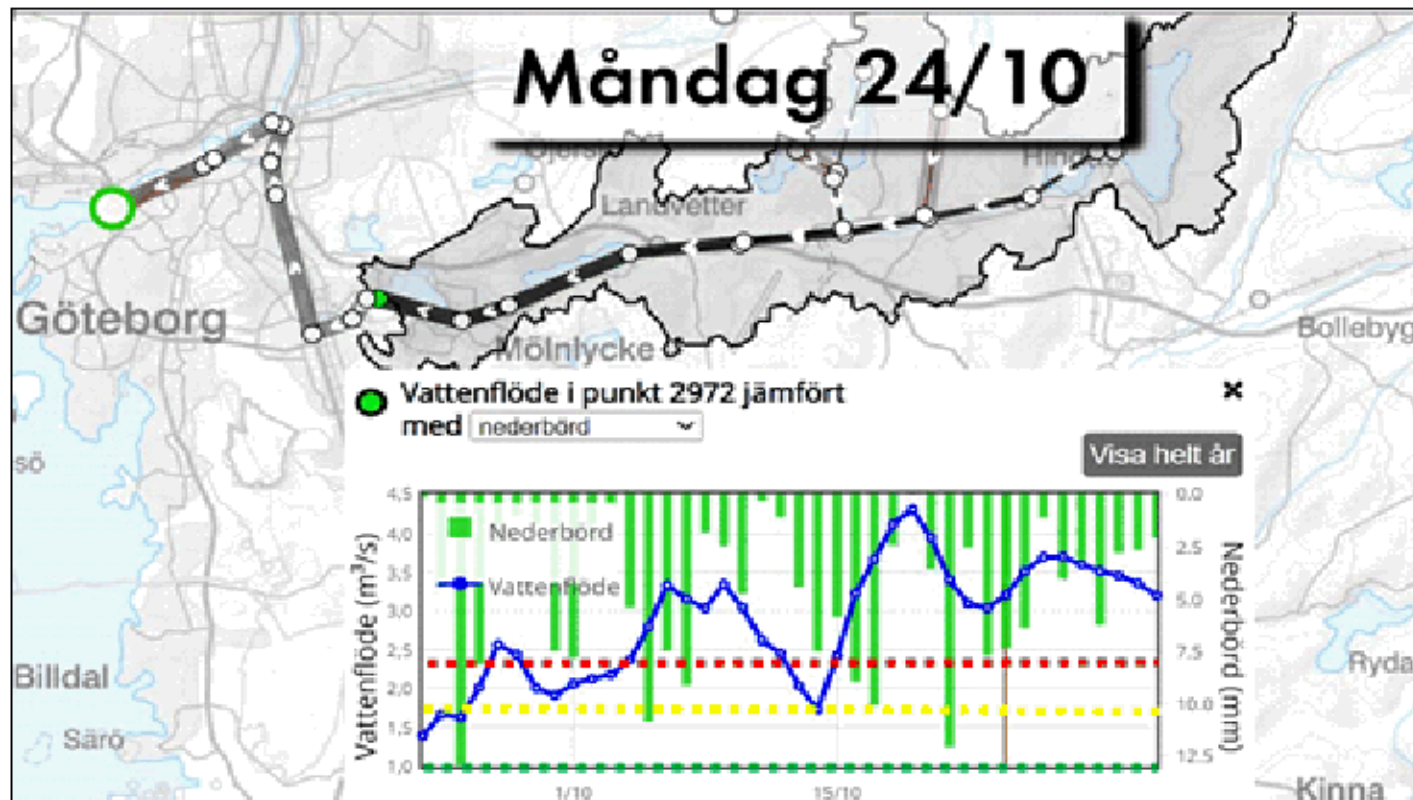 Måndag 24/10
Landvetter
Göteborg
Mölnlycke
Bollebyg
Vattenflöde i punkt 2972 jämfört
med nederbörd
Visa helt år
sö
4,5
4,0
3,5
3,0
2,5
2,0
1,5
1,0
Vattenflöde (m³/s)
Nederbörd
Vattenflöde
0.0
2.5
5.0
7.5
10.0
12.5
Nederbörd (mm)
1/10
15/10
Billdal
Särö
Ryda
Kinna